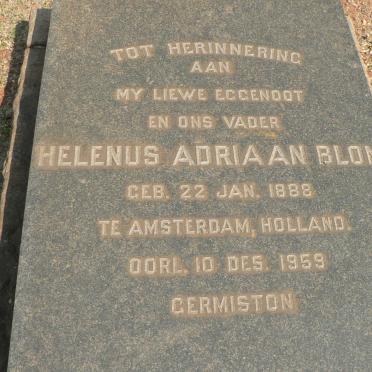 TOT HERINNERING
AAN
MY LIEWE EGGENOOT
EN ONS VADER
HELENUS ADRIAAN BLOM
GEB. 22 JAN. 1888
TE AMSTERDAM, HOLLAND.
OORL. 10 DES. 1959
GERMISTON